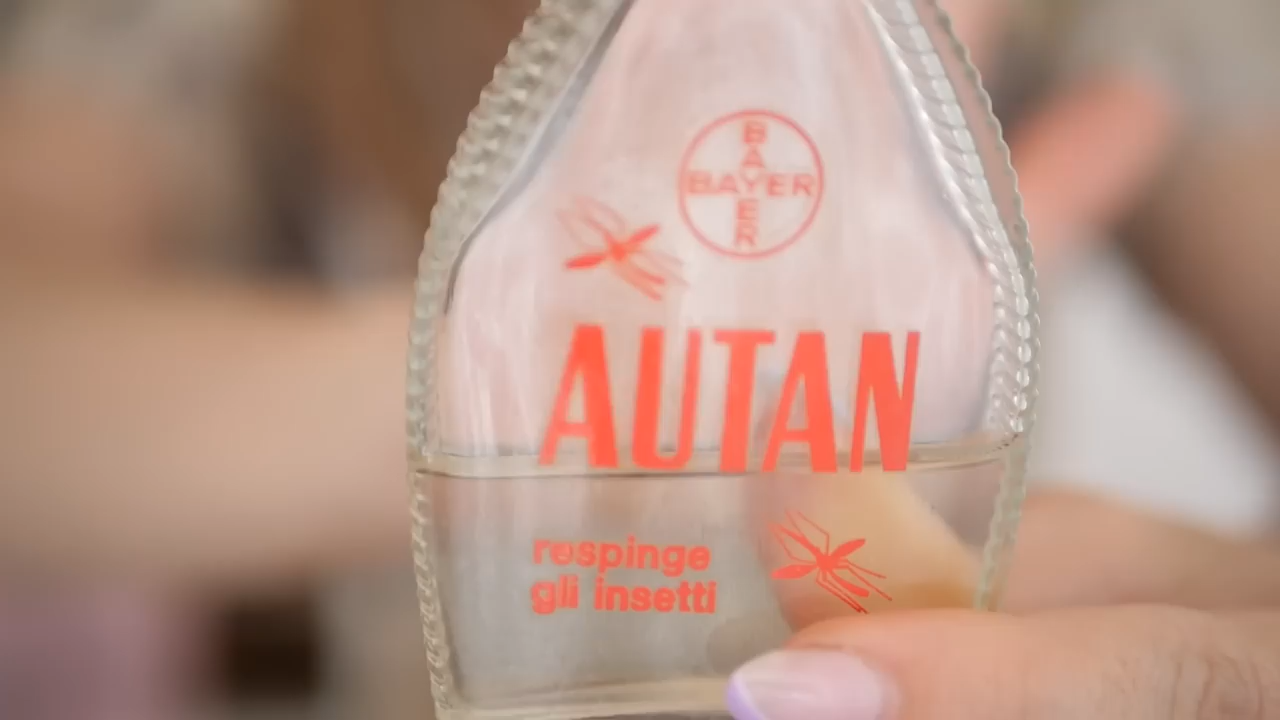 BAYER
BAYER
AUTAN
respinge
gli insetti